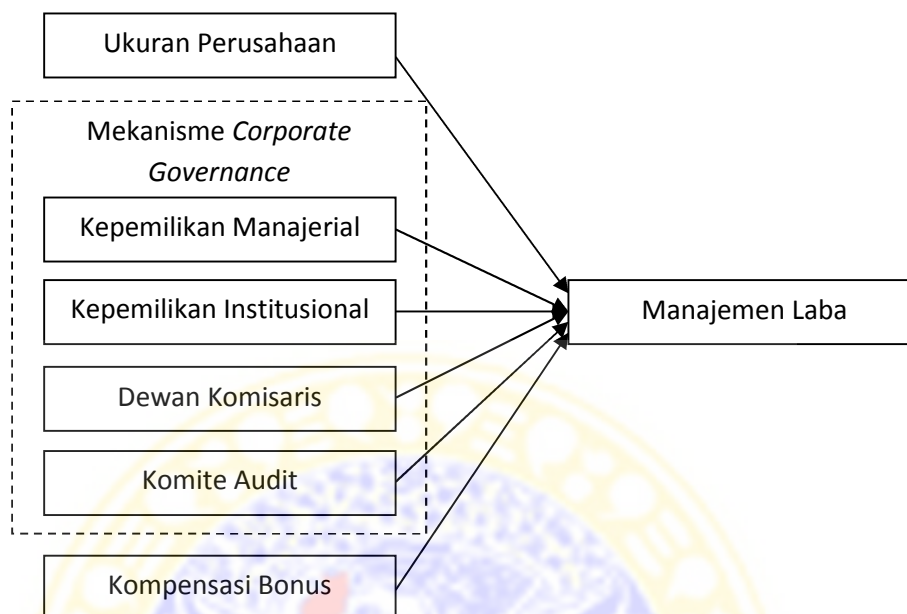 Ukuran Perusahaan
Mekanisme Corporate
Governance
Kepemilikan Manajerial
Kepemilikan Institusional
Dewan Komisaris
Komite Audit
Kompensasi Bonus
Manajemen Laba